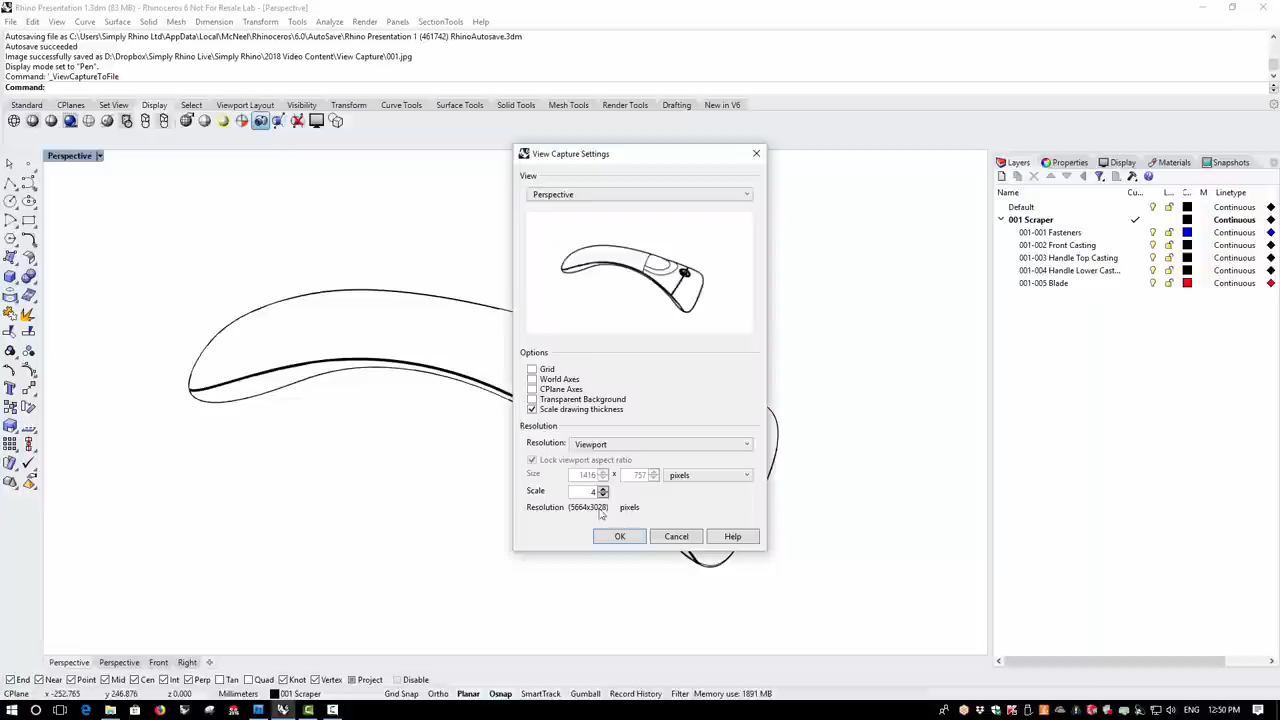 Rhino Presentation 1.3dm (83 MB) - Rhinoceros 6 Not For Resale Lab - [Perspective]
File Edit View Curve Surface Solid Mesh Dimension Transform Tools Analyze Render Panels SectionTools Help
Autosaving file as C:\Users\Simply Rhino Ltd\AppData\Local\McNeel\Rhinoceros\6.0\AutoSave\Rhino Presentation 1 (461742) RhinoAutosave.3dm
Autosave succeeded
Image successfully saved as D:\Dropbox\Simply Rhino Live\Simply Rhino\2018 Video Content\View Capture\001.jpg
Display mode set to "Pen".
Command: '_ViewCaptureToFile
Command:
Standard CPlanes Set View Display Select Viewport Layout Visibility Transform Curve Tools Surface Tools Solid Tools Mesh Tools Render Tools Drafting New in V6
Perspective
View Capture Settings
View
Perspective
Options
Grid
World Axes
CPlane Axes
Transparent Background
Scale drawing thickness
Resolution
Resolution: Viewport
Lock viewport aspect ratio
Size 1416 x 757 pixels
Scale 4
Resolution (5664x3028) pixels
OK Cancel Help
Layers Properties Display Materials Snapshots
Name Cu... L... C... M Linetype
Default Continuous
001 Scraper Continuous
001-001 Fasteners Continuous
001-002 Front Casting Continuous
001-003 Handle Top Casting Continuous
001-004 Handle Lower Cast... Continuous
001-005 Blade Continuous
Perspective Perspective Front Right
End Near Point Mid Cen Int Perp Tan Quad Knot Vertex Project Disable
CPlane x -252.765 y 246.876 z 0.000 Millimeters 001 Scraper Grid Snap Ortho Planar Osnap SmartTrack Gumball Record History Filter Memory use: 1891 MB
12:50 PM